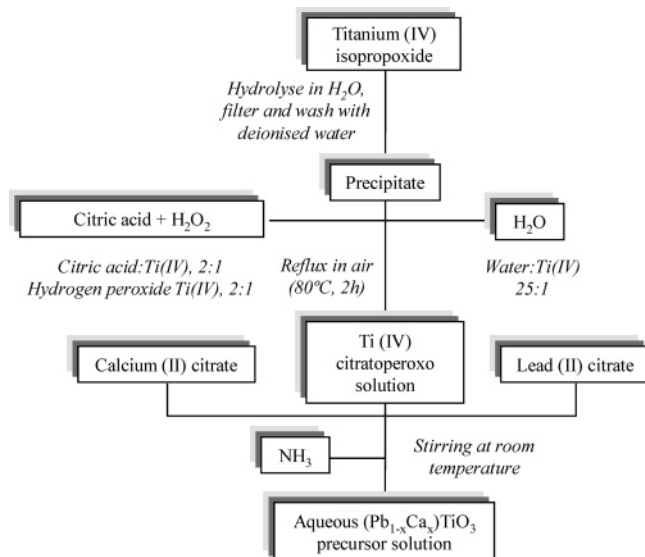 Titanium (IV)
isopropoxide
Hydrolyse in H₂O,
filter and wash with
deionised water
Precipitate
Citric acid + H₂O₂
H₂O
Citric acid:Ti(IV), 2:1
Hydrogen peroxide Ti(IV), 2:1
Reflux in air
(80ºC, 2h)
Water:Ti(IV)
25:1
Calcium (II) citrate
Ti (IV)
citratoperoxo
solution
Lead (II) citrate
NH₃
Stirring at room
temperature
Aqueous (Pb₁₋ₓCaₓ)TiO₃
precursor solution